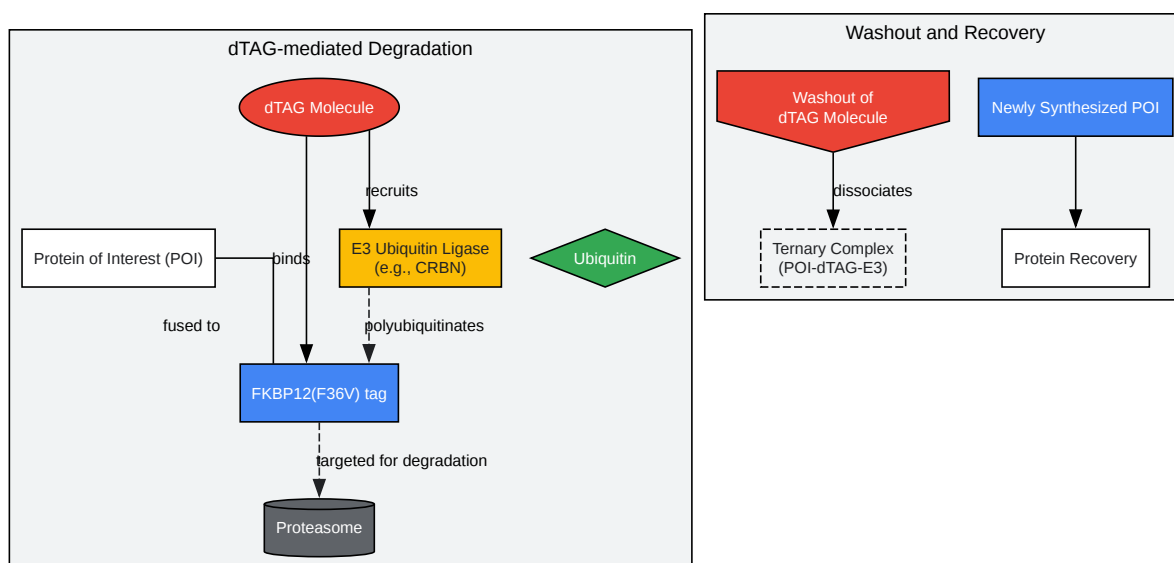 dTAG-mediated Degradation
dTAG Molecule
recruits
Protein of Interest (POI)
binds
E3 Ubiquitin Ligase
(e.g., CRBN)
Ubiquitin
fused to
polyubiquitinates
FKBP12(F36V) tag
targeted for degradation
Proteasome
Washout and Recovery
Washout of
dTAG Molecule
Newly Synthesized POI
dissociates
Ternary Complex
(POI-dTAG-E3)
Protein Recovery